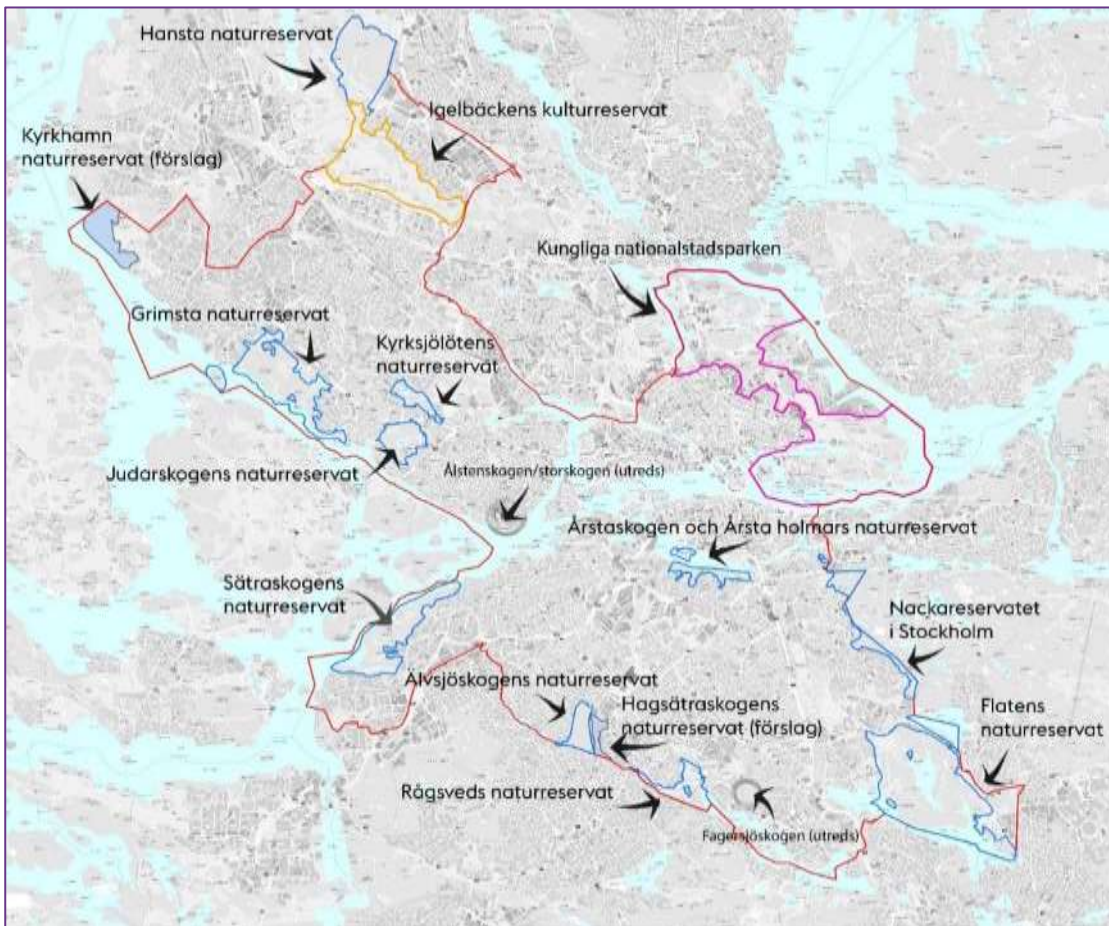 Hansta naturreservat
Igelbäckens kulturreservat
Kyrkhamn
naturreservat (förslag)
Kungliga nationalstadsparken
Grimsta naturreservat
Kyrksjölötens
naturreservat
Judarskogens naturreservat
Ålstenskogen/storskogen (utreds)
Årstaskogen och Årsta holmars naturreservat
Sätraskogens
naturreservat
Nackareservatet
i Stockholm
Älvsjöskogens naturreservat
Hagsätraskogens
naturreservat (förslag)
Flatens
naturreservat
Rågsveds naturreservat
Fagersjöskogen (utreds)